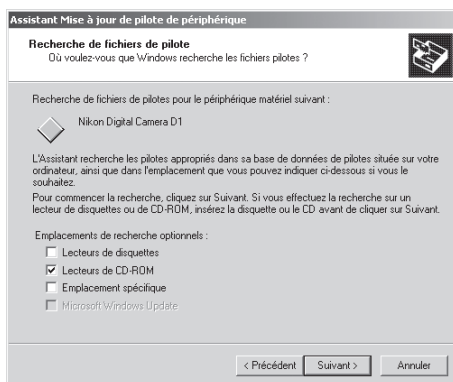 Assistant Mise à jour de pilote de périphérique
Recherche de fichiers de pilote
Où voulez-vous que Windows recherche les fichiers pilotes ?
Recherche de fichiers de pilotes pour le périphérique matériel suivant :
Nikon Digital Camera D1
L'Assistant recherche les pilotes appropriés dans sa base de données de pilotes située sur votre
ordinateur, ainsi que dans l'emplacement que vous pouvez indiquer ci-dessous si vous le
souhaitez.
Pour commencer la recherche, cliquez sur Suivant. Si vous effectuez la recherche sur un
lecteur de disquettes ou de CD-ROM, insérez la disquette ou le CD avant de cliquer sur Suivant.
Emplacements de recherche optionnels :
Lecteurs de disquettes
Lecteurs de CD-ROM
Emplacement spécifique
Microsoft Windows Update
< Précédent
Suivant >
Annuler